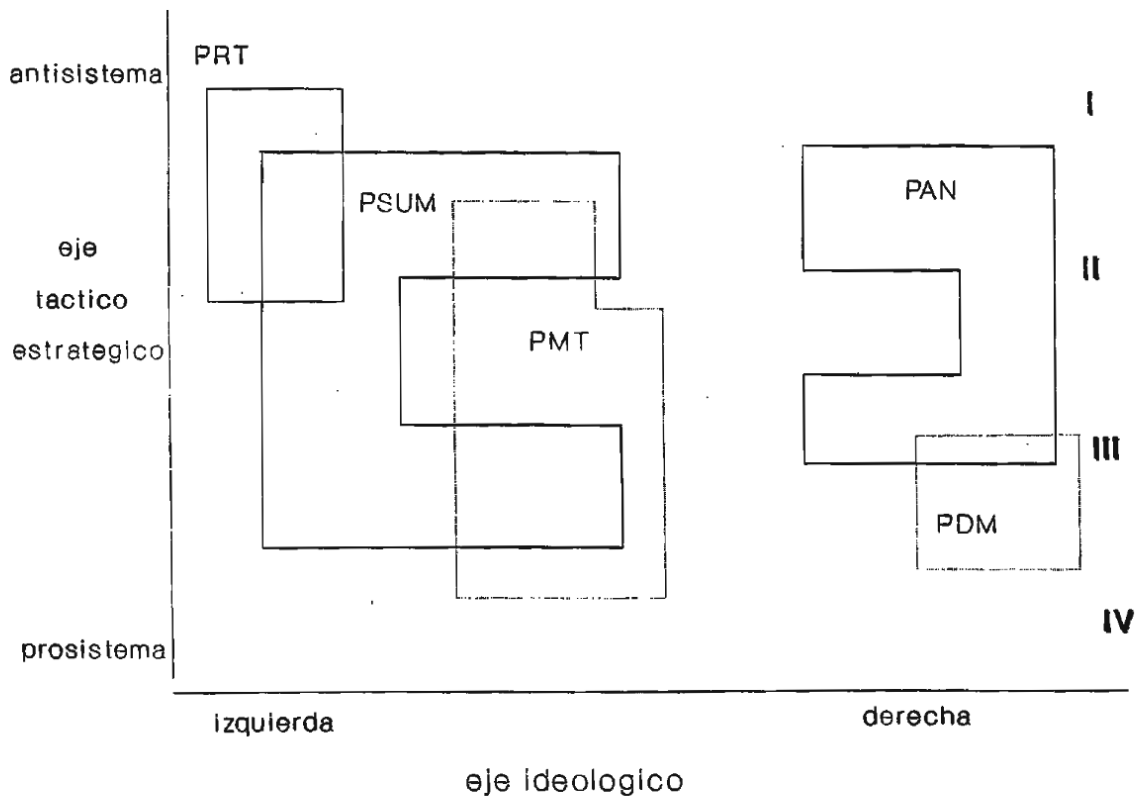 PRT
antisistema
I
PSUM
PAN
eje
II
tactico
PMT
estrategico
III
PDM
IV
prosistema
izquierda
derecha
eje ideologico